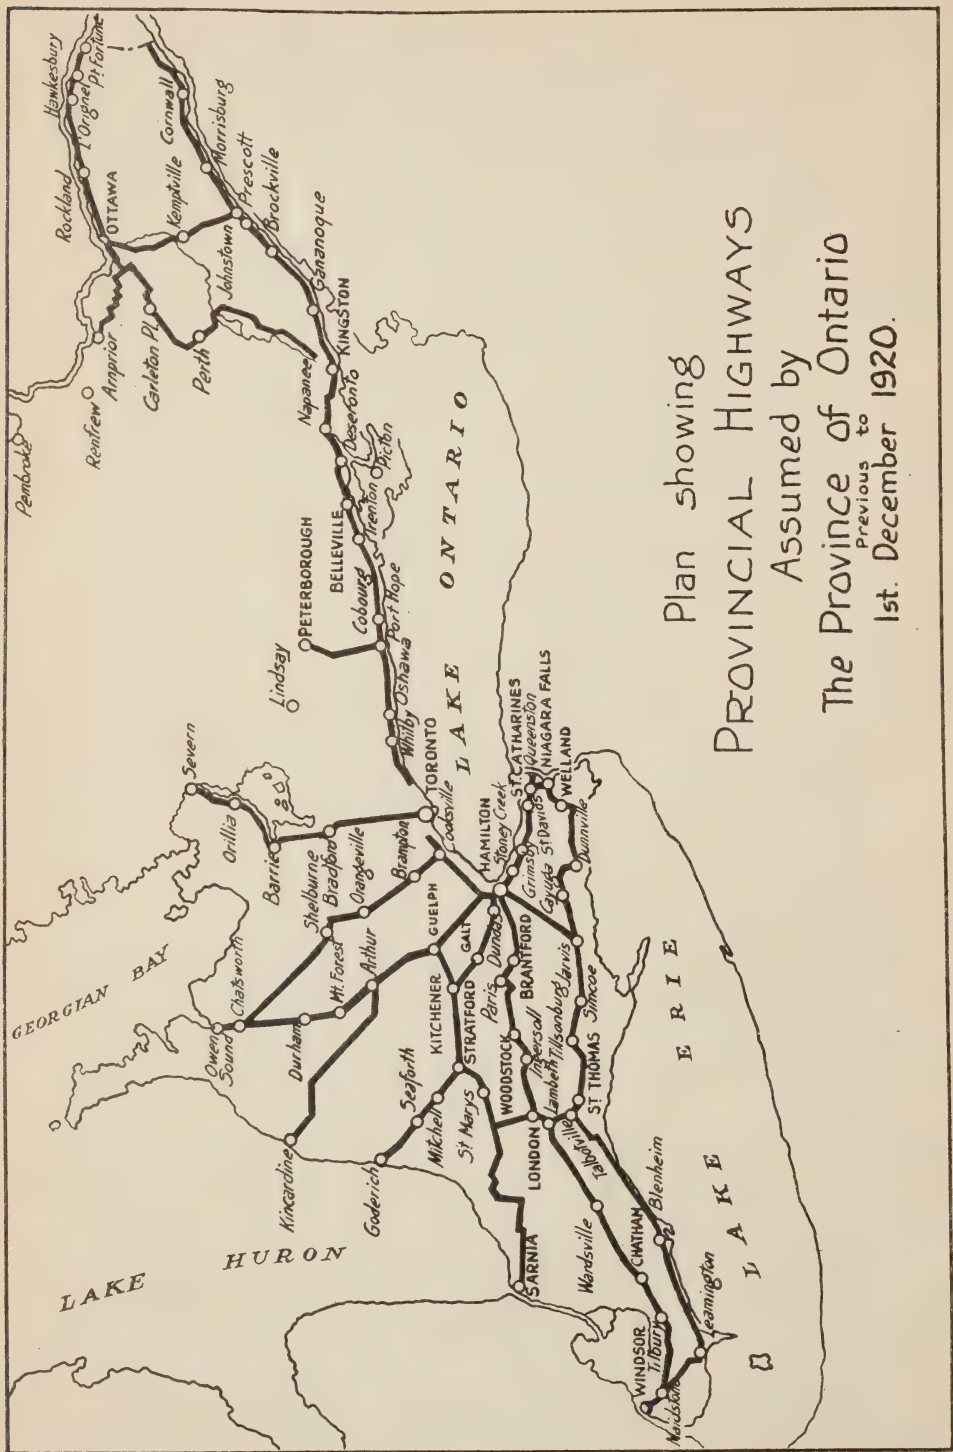 Plan showing
PROVINCIAL HIGHWAYS
Assumed by
The Province of Ontario
Previous to
1st. December 1920.
LAKE HURON
GEORGIAN BAY
LAKE ONTARIO
LAKE ERIE
Pembroke
Renfrew
Arnprior
Carleton Pl.
Perth
Rockland
OTTAWA
L'Orignel
Hawkesbury
Pt. Fortune
Kemptville
Cornwall
Morrisburg
Prescott
Johnstown
Brockville
Gananoque
KINGSTON
Napanee
Deseronto
Picton
BELLEVILLE
Trenton
Cobourg
Port Hope
PETERBOROUGH
Lindsay
Oshawa
Whitby
TORONTO
Severn
Orillia
Barrie
Bradford
Shelburne
Orangeville
Brampton
Cooksville
Owen
Sound
Chatsworth
Durham
Mt. Forest
Arthur
GUELPH
Kincardine
Goderich
Seaforth
Mitchell
STRATFORD
KITCHENER
GALT
Dundas
HAMILTON
Stoney Creek
Grimsby
ST. CATHARINES
Queenston
St Davids
NIAGARA FALLS
WELLAND
Dunnville
Cayuga
Jarvis
Simcoe
Tillsonburg
BRANTFORD
Paris
WOODSTOCK
Ingersoll
St Marys
LONDON
Lambeth
ST THOMAS
Talbotville
SARNIA
Wardsville
CHATHAM
Blenheim
WINDSOR
Tilbury
Maidstone
Leamington